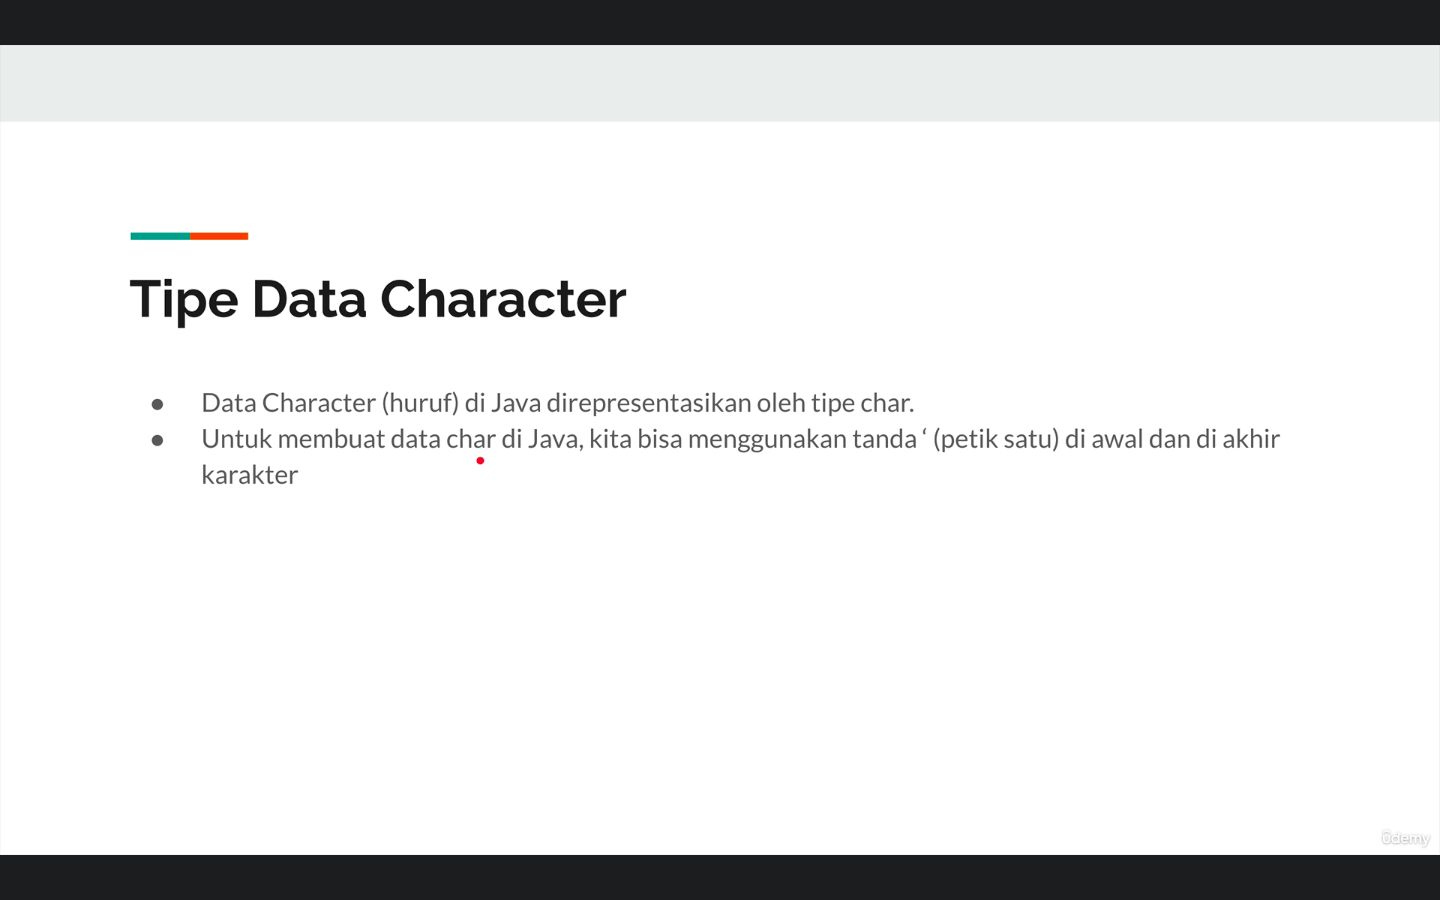 Tipe Data Character
● Data Character (huruf) di Java direpresentasikan oleh tipe char.
● Untuk membuat data char di Java, kita bisa menggunakan tanda ‘ (petik satu) di awal dan di akhir
karakter
ûdemy